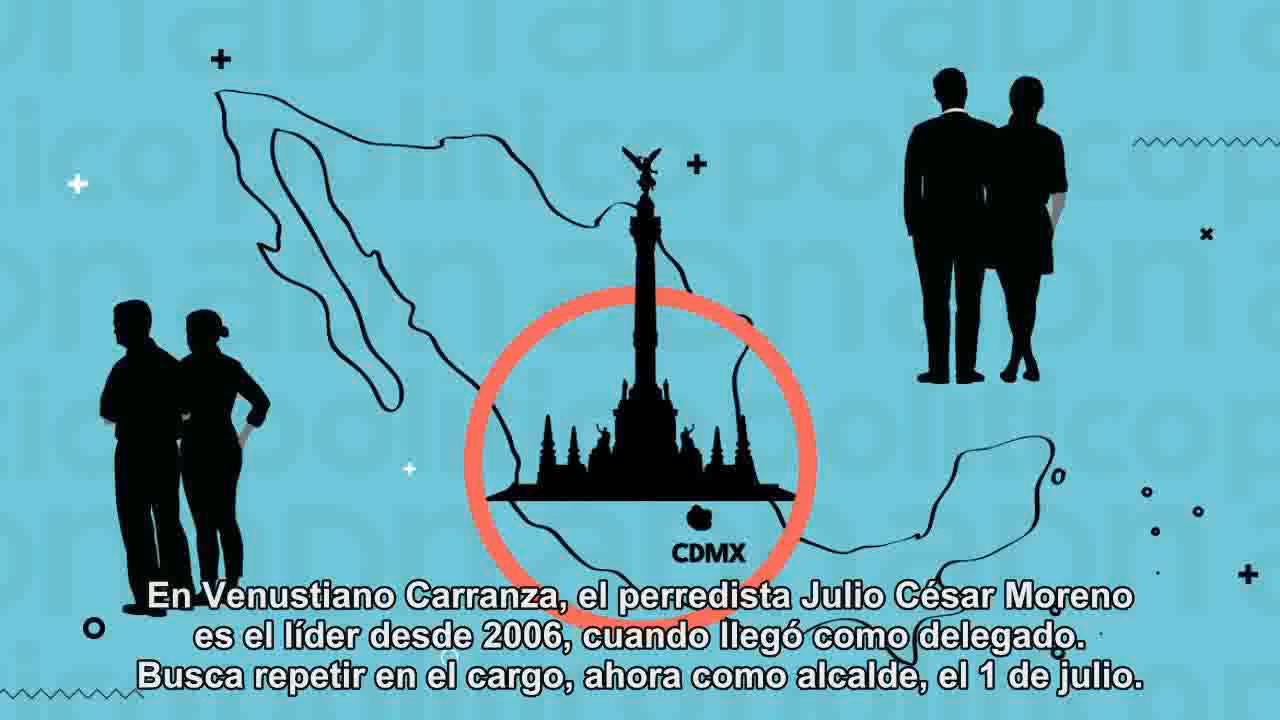 CDMX
En Venustiano Carranza, el perredista Julio César Moreno
es el líder desde 2006, cuando llegó como delegado.
Busca repetir en el cargo, ahora como alcalde, el 1 de julio.